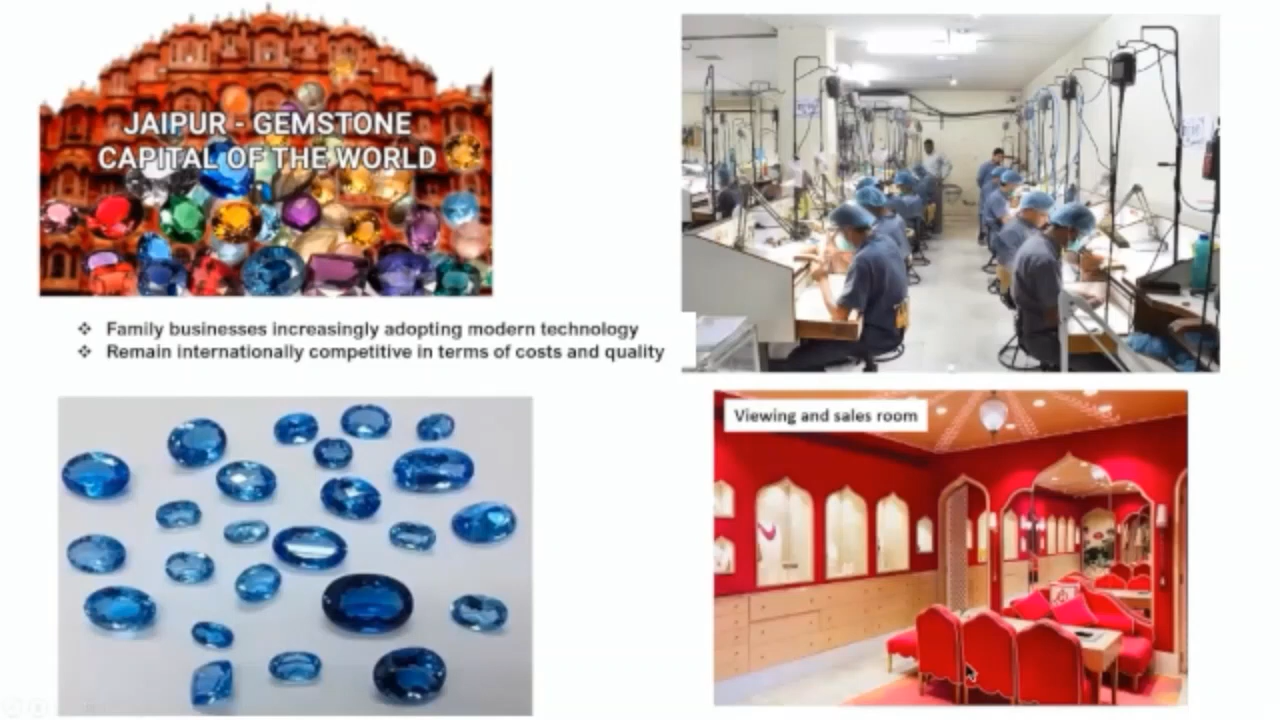 JAIPUR - GEMSTONE
CAPITAL OF THE WORLD
❖ Family businesses increasingly adopting modern technology
❖ Remain internationally competitive in terms of costs and quality
Viewing and sales room